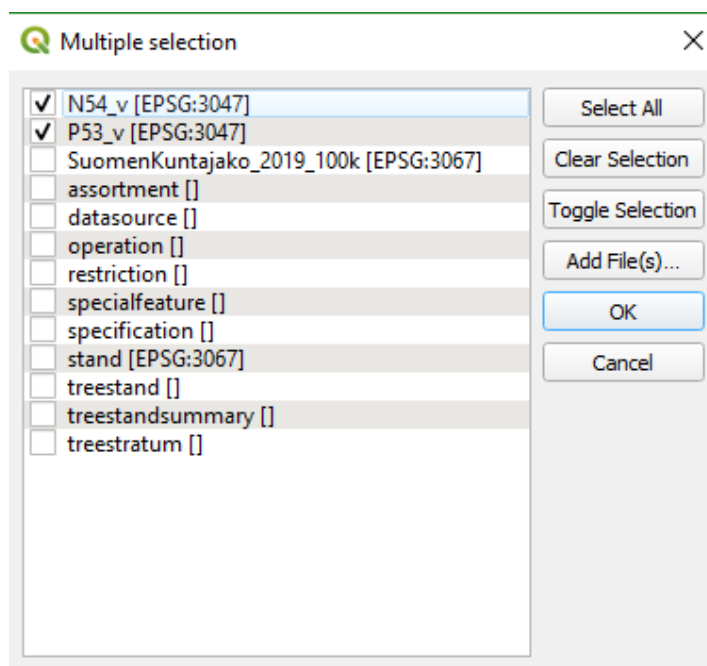 Multiple selection
N54_v [EPSG:3047]
P53_v [EPSG:3047]
SuomenKuntajako_2019_100k [EPSG:3067]
assortment []
datasource []
operation []
restriction []
specialfeature []
specification []
stand [EPSG:3067]
treestand []
treestandsummary []
treestratum []
Select All
Clear Selection
Toggle Selection
Add File(s)...
OK
Cancel